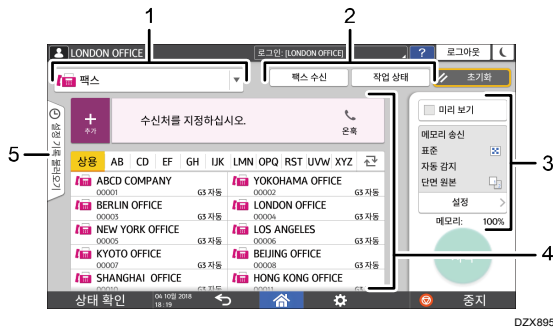 1 2
LONDON OFFICE 로그인: [LONDON OFFICE] ? 로그아웃
팩스 팩스 수신 작업 상태 초기화
+ 추가 수신처를 지정하십시오. 온훅
미리 보기
메모리 송신
표준
자동 감지
단면 원본
설정
메모리: 100%
3
5 설정 기록 불러오기
상용 AB CD EF GH IJK LMN OPQ RST UVW XYZ
ABCD COMPANY YOKOHAMA OFFICE
00001 G3 자동 00002 G3 자동
BERLIN OFFICE LONDON OFFICE
00003 G3 자동 00004 G3 자동
NEW YORK OFFICE LOS ANGELES
00005 G3 자동 00006 G3 자동
KYOTO OFFICE BEIJING OFFICE
00007 G3 자동 00008 G3 자동
SHANGHAI OFFICE HONG KONG OFFICE
4
상태 확인 04 10월 2018 18:19 중지
DZX895